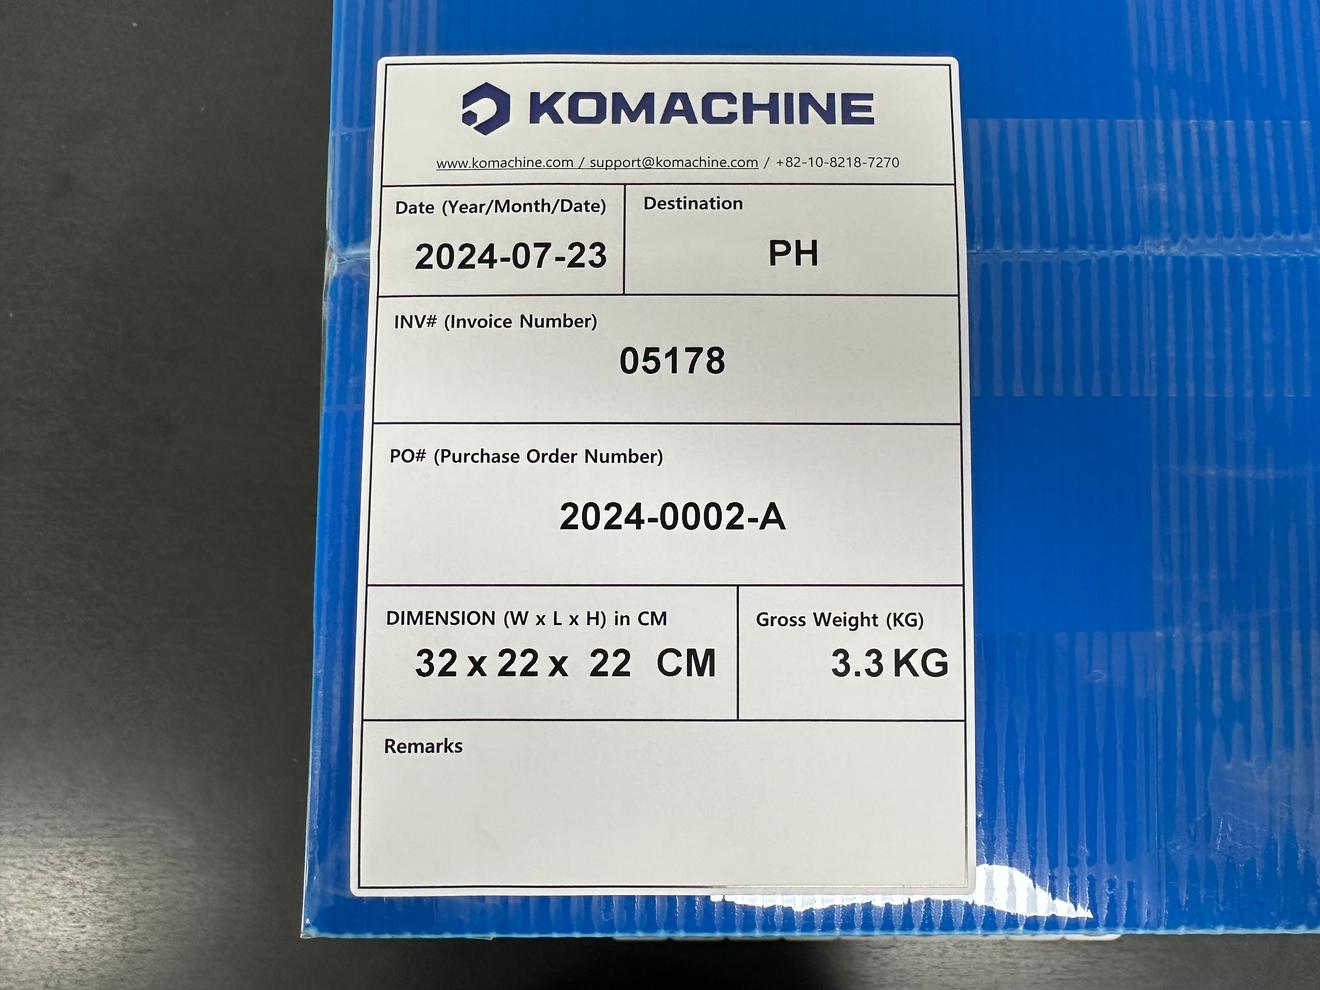 KOMACHINE
www.komachine.com / support@komachine.com / +82-10-8218-7270
Date (Year/Month/Date)
2024-07-23
Destination
PH
INV# (Invoice Number)
05178
PO# (Purchase Order Number)
2024-0002-A
DIMENSION (W x L x H) in CM
32 x 22 x 22 CM
Gross Weight (KG)
3.3 KG
Remarks